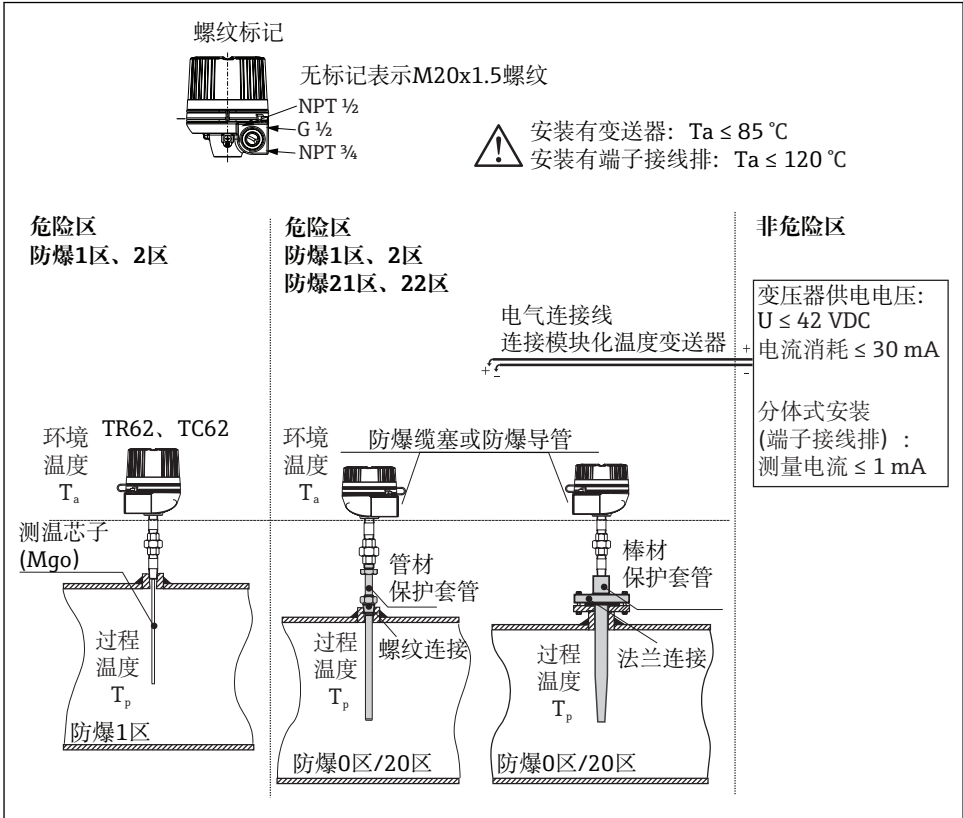 螺纹标记
无标记表示M20x1.5螺纹
NPT ½
G ½
NPT ¾
安装有变送器: Ta ≤ 85 °C
安装有端子接线排: Ta ≤ 120 °C
危险区
防爆1区、2区
危险区
防爆1区、2区
防爆21区、22区
非危险区
电气连接线
连接模块化温度变送器
+
-
+
-
变压器供电电压:
U ≤ 42 VDC
电流消耗 ≤ 30 mA
分体式安装
(端子接线排) :
测量电流 ≤ 1 mA
环境
温度
Ta
TR62、TC62
测温芯子
(Mgo)
过程
温度
Tp
防爆1区
环境
温度
Ta
防爆缆塞或防爆导管
管材
保护套管
螺纹连接
过程
温度
Tp
防爆0区/20区
棒材
保护套管
法兰连接
过程
温度
Tp
防爆0区/20区